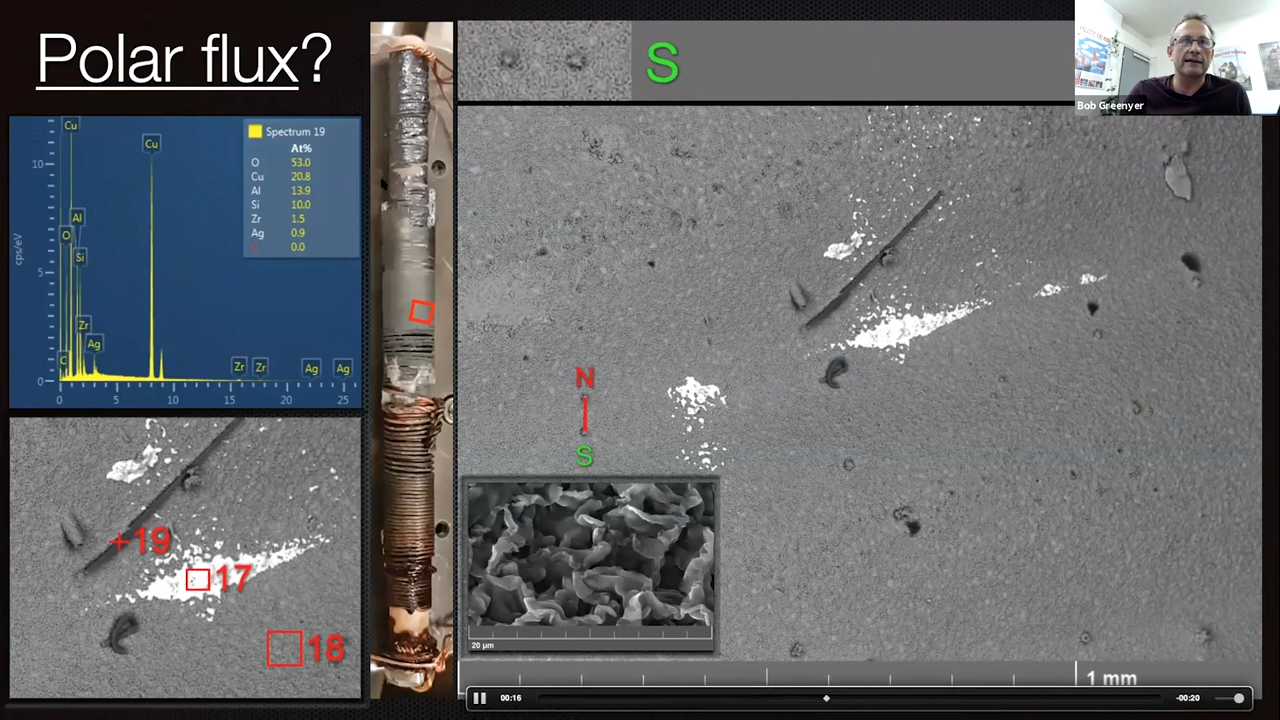 Polar flux?
S
Bob Greenyer
Spectrum 19
At%
O 53.0
Cu 20.8
Al 13.9
Si 10.0
Zr 1.5
Ag 0.9
0.0
Cu
Cu
Al
O
Si
Zr
Ag
C
Zr
Zr
Ag
Ag
cps/eV
10
5
0
0 5 10 15 20 25
+19
17
18
N
S
20 µm
1 mm
00:16
-00:20